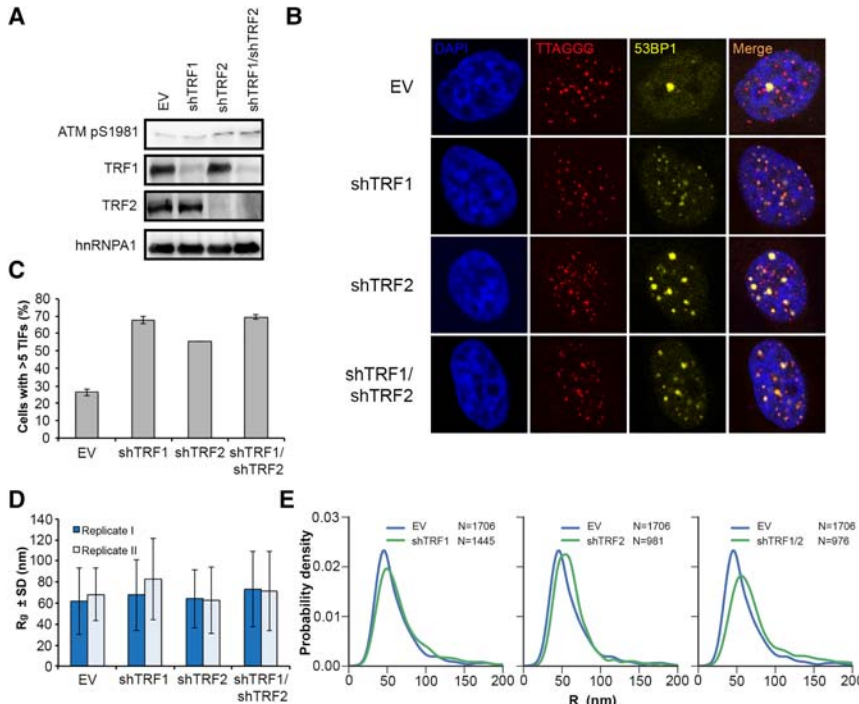 A
EV
shTRF1
shTRF2
shTRF1/shTRF2
ATM pS1981
TRF1
TRF2
hnRNPA1
B
DAPI
TTAGGG
53BP1
Merge
EV
shTRF1
shTRF2
shTRF1/
shTRF2
C
Cells with >5 TIFs (%)
80
70
60
50
40
30
20
10
0
EV
shTRF1
shTRF2
shTRF1/
shTRF2
D
Rg ± SD (nm)
140
120
100
80
60
40
20
0
Replicate I
Replicate II
EV
shTRF1
shTRF2
shTRF1/
shTRF2
E
Probability density
0.03
0.02
0.01
0.00
EV N=1706
shTRF1 N=1445
EV N=1706
shTRF2 N=981
EV N=1706
shTRF1/2 N=976
0 50 100 150 200
0 50 100 150 200
0 50 100 150 200
R (nm)